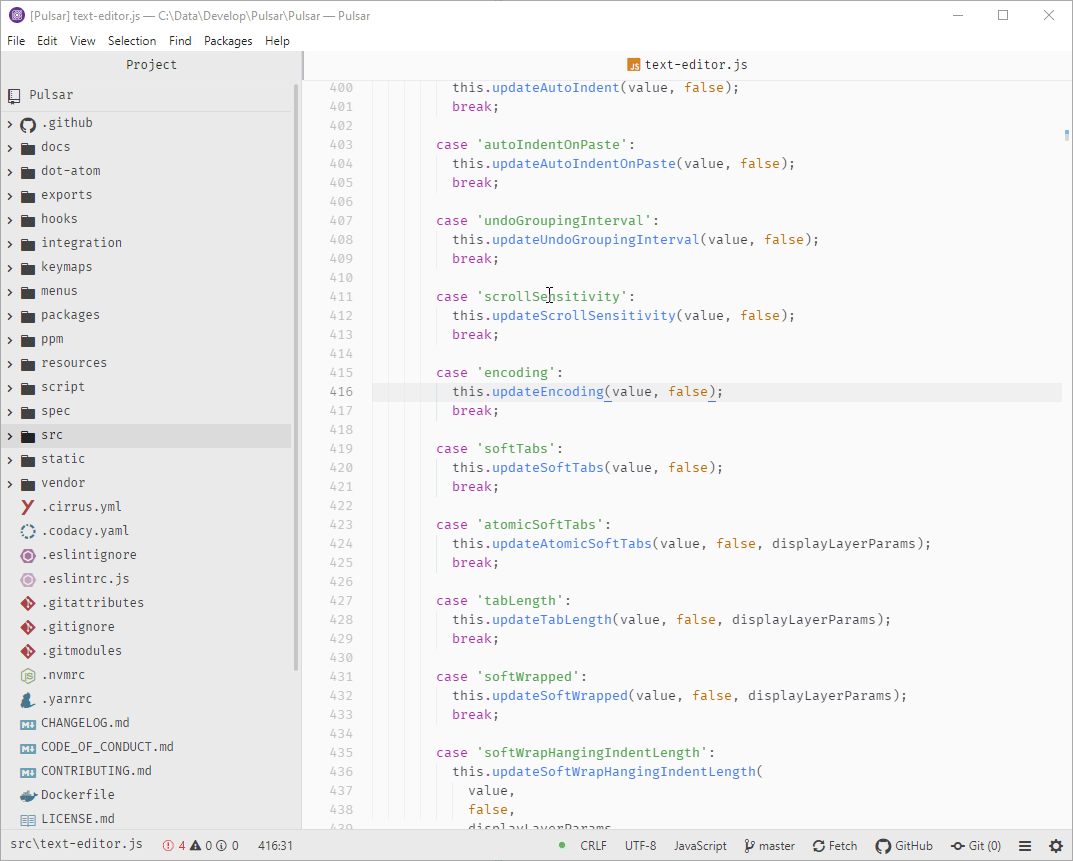 [Pulsar] text-editor.js — C:\Data\Develop\Pulsar\Pulsar — Pulsar
File Edit View Selection Find Packages Help
Project
Pulsar
.github
docs
dot-atom
exports
hooks
integration
keymaps
menus
packages
ppm
resources
script
spec
src
static
vendor
.cirrus.yml
.codacy.yaml
.eslintignore
.eslintrc.js
.gitattributes
.gitignore
.gitmodules
.nvmrc
.yarnrc
CHANGELOG.md
CODE_OF_CONDUCT.md
CONTRIBUTING.md
Dockerfile
LICENSE.md
JS text-editor.js
400 this.updateAutoIndent(value, false);
401 break;
402
403 case 'autoIndentOnPaste':
404 this.updateAutoIndentOnPaste(value, false);
405 break;
406
407 case 'undoGroupingInterval':
408 this.updateUndoGroupingInterval(value, false);
409 break;
410
411 case 'scrollSensitivity':
412 this.updateScrollSensitivity(value, false);
413 break;
414
415 case 'encoding':
416 this.updateEncoding(value, false);
417 break;
418
419 case 'softTabs':
420 this.updateSoftTabs(value, false);
421 break;
422
423 case 'atomicSoftTabs':
424 this.updateAtomicSoftTabs(value, false, displayLayerParams);
425 break;
426
427 case 'tabLength':
428 this.updateTabLength(value, false, displayLayerParams);
429 break;
430
431 case 'softWrapped':
432 this.updateSoftWrapped(value, false, displayLayerParams);
433 break;
434
435 case 'softWrapHangingIndentLength':
436 this.updateSoftWrapHangingIndentLength(
437 value,
438 false,
439 displayLayerParams
src\text-editor.js 4 0 0 416:31 CRLF UTF-8 JavaScript master Fetch GitHub Git (0)